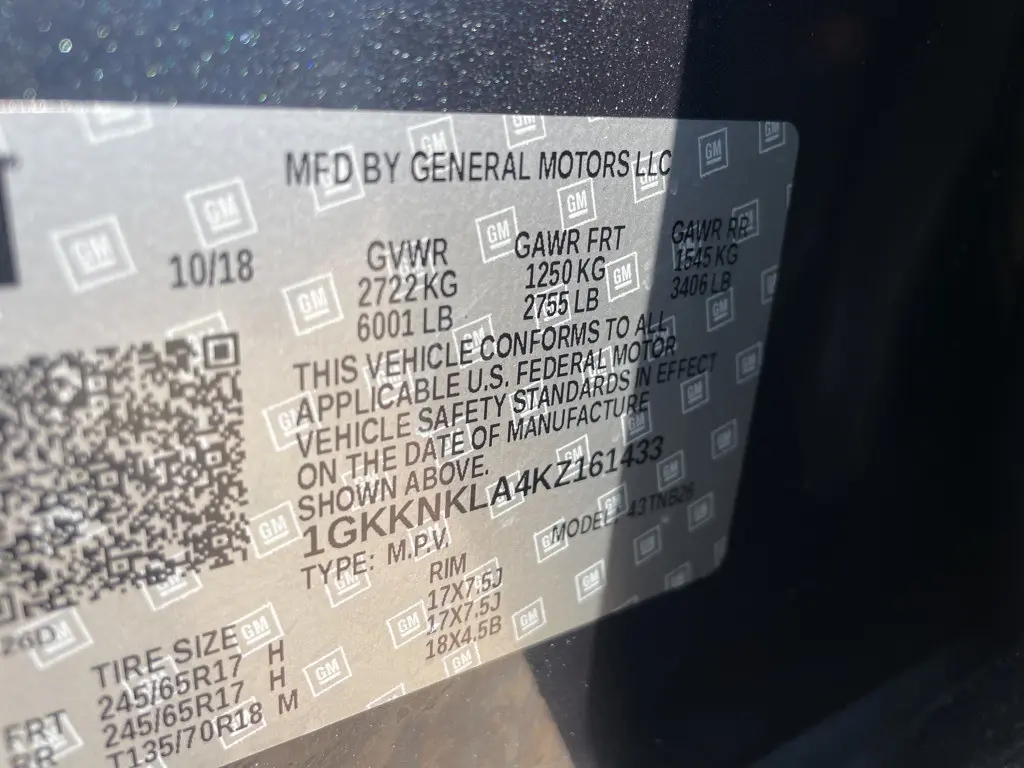 MFD BY GENERAL MOTORS LLC
10/18 GVWR GAWR FRT GAWR RR
2722 KG 1250 KG 1545 KG
6001 LB 2755 LB 3406 LB
THIS VEHICLE CONFORMS TO ALL
APPLICABLE U.S. FEDERAL MOTOR
VEHICLE SAFETY STANDARDS IN EFFECT
ON THE DATE OF MANUFACTURE
SHOWN ABOVE.
1GKKNKLA4KZ161433
TYPE: M.P.V. MODEL: 43TNB26
TIRE SIZE RIM
FRT 245/65R17 H 17X7.5J
RR 245/65R17 H 17X7.5J
T135/70R18 M 18X4.5B
GM